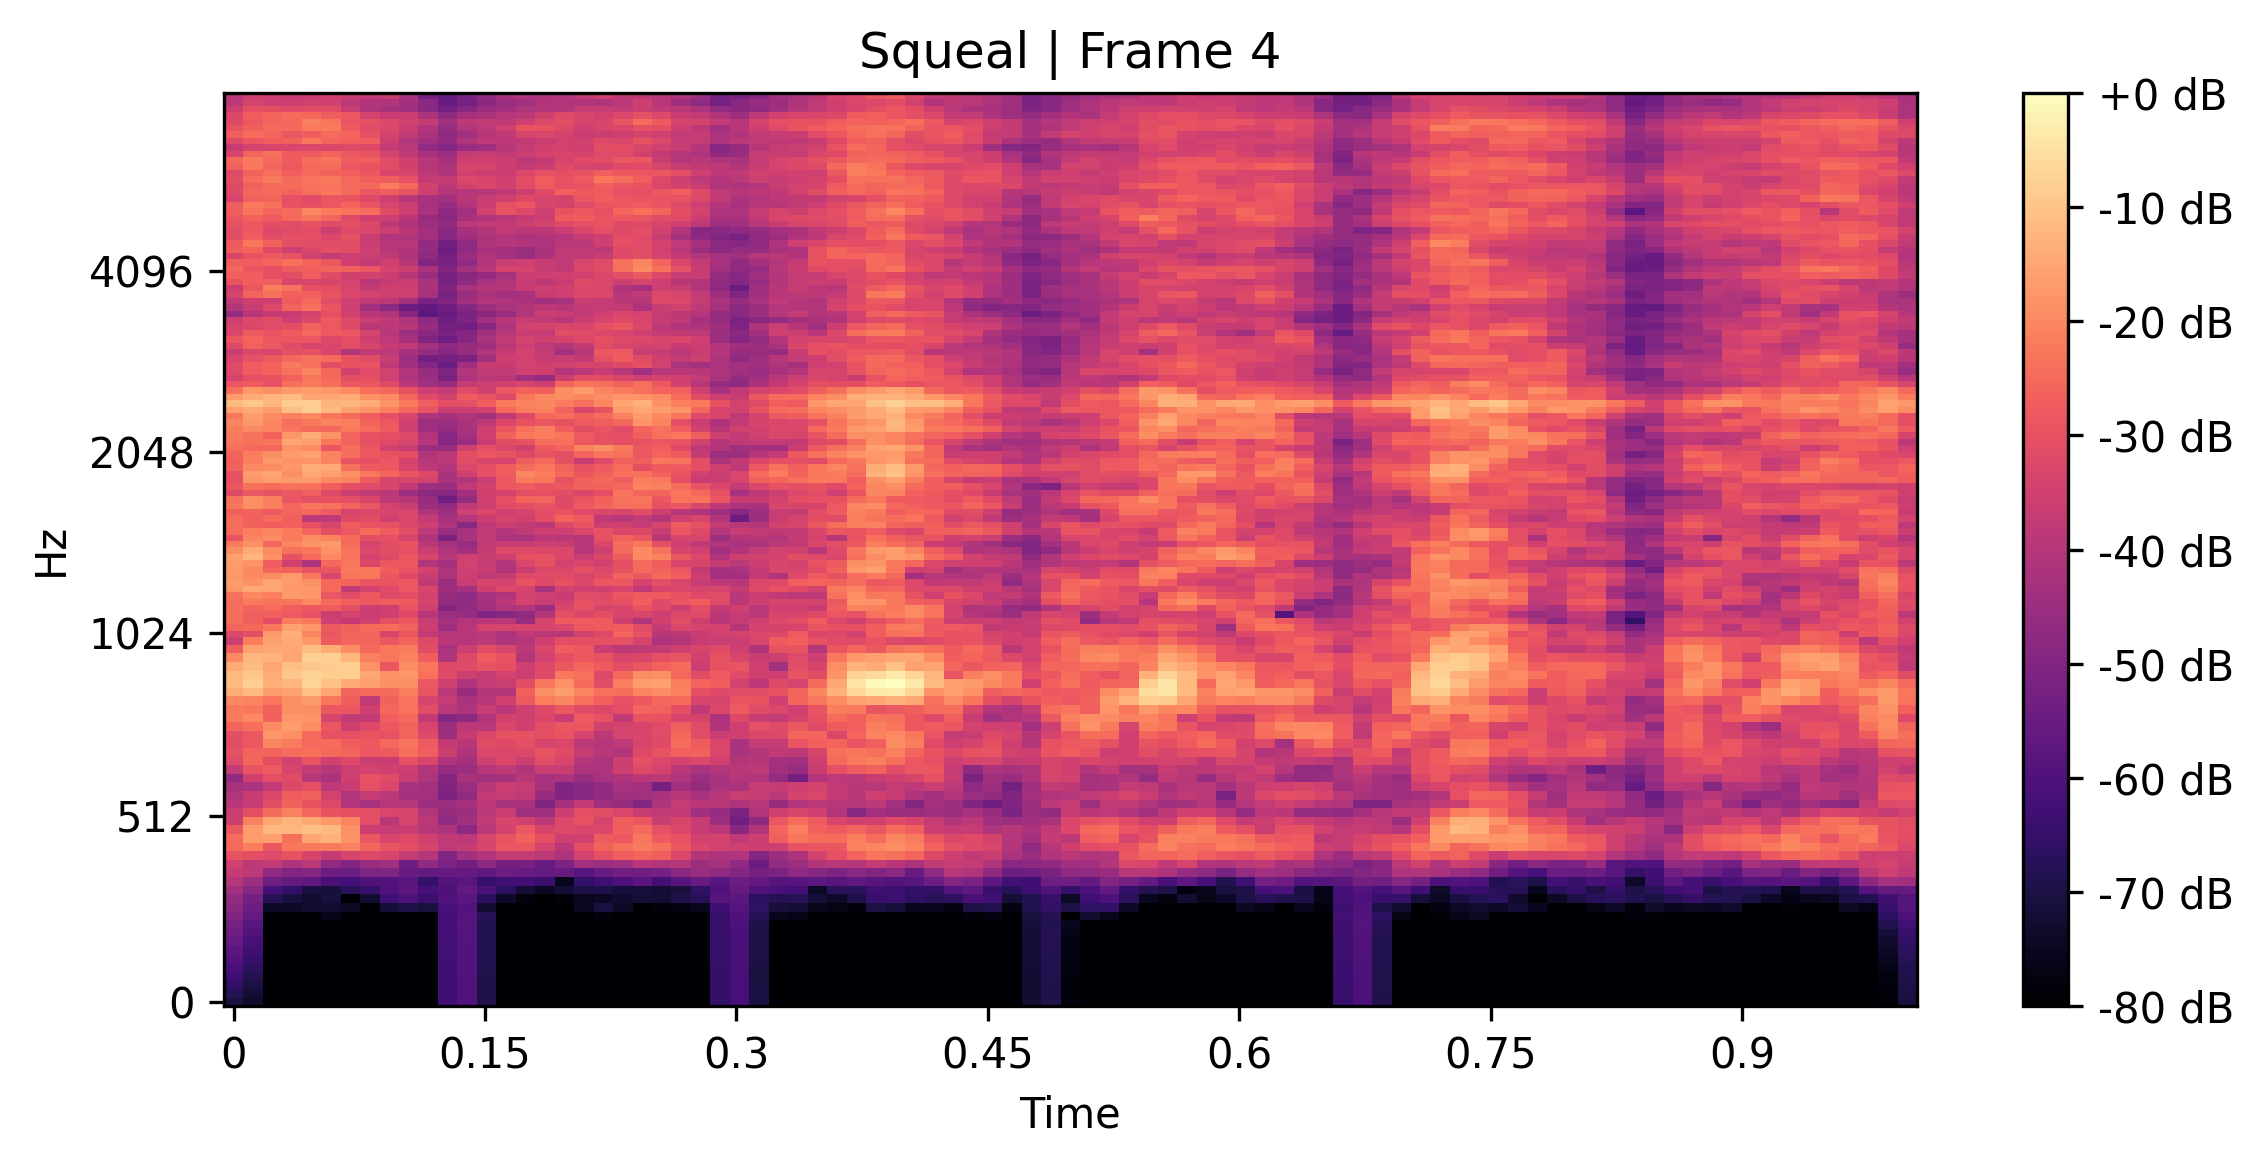 Squeal | Frame 4
Hz
4096
2048
1024
512
0
0 0.15 0.3 0.45 0.6 0.75 0.9
Time
+0 dB
-10 dB
-20 dB
-30 dB
-40 dB
-50 dB
-60 dB
-70 dB
-80 dB